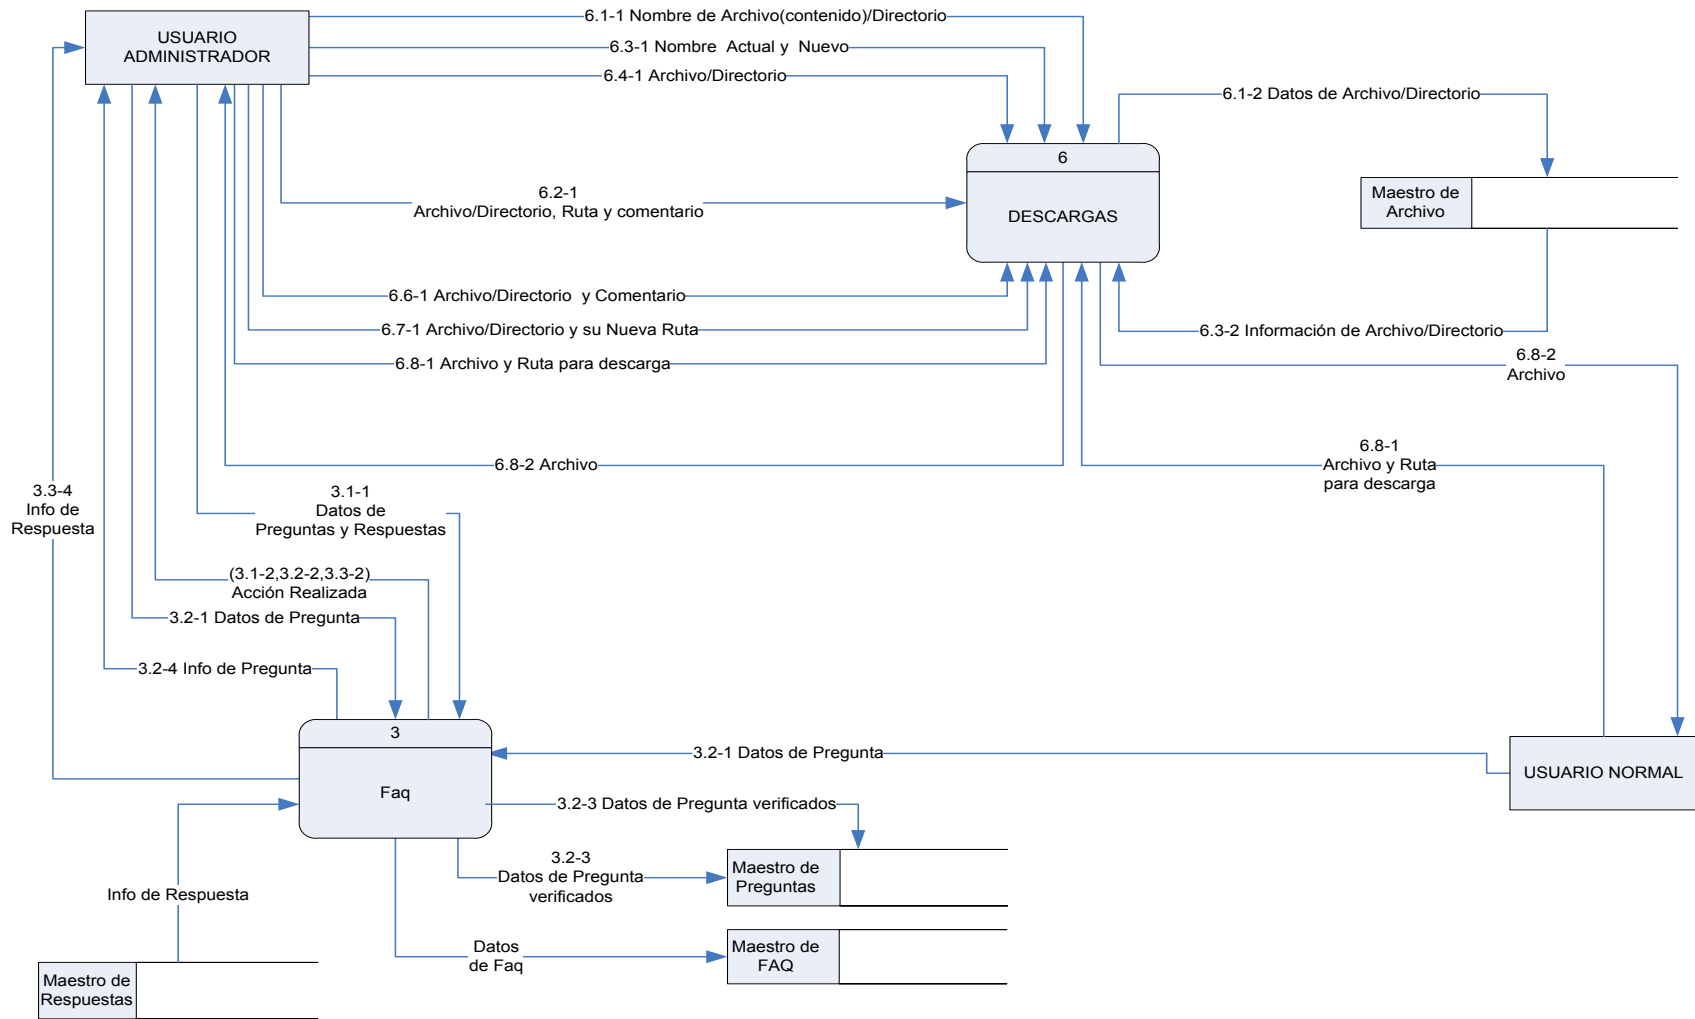 6.1-1 Nombre de Archivo(contenido)/Directorio
USUARIO
ADMINISTRADOR
6.3-1 Nombre  Actual y  Nuevo
6.4-1 Archivo/Directorio
6.1-2 Datos de Archivo/Directorio
6
DESCARGAS
Maestro de
Archivo
6.2-1
Archivo/Directorio, Ruta y comentario
6.6-1 Archivo/Directorio  y Comentario
6.7-1 Archivo/Directorio y su Nueva Ruta
6.8-1 Archivo y Ruta para descarga
6.3-2 Información de Archivo/Directorio
6.8-2
Archivo
6.8-2 Archivo
6.8-1
Archivo y Ruta
para descarga
3.3-4
Info de
Respuesta
3.1-1
Datos de
Preguntas y Respuestas
(3.1-2,3.2-2,3.3-2)
Acción Realizada
3.2-1 Datos de Pregunta
3.2-4 Info de Pregunta
3
Faq
3.2-1 Datos de Pregunta
USUARIO NORMAL
3.2-3 Datos de Pregunta verificados
3.2-3
Datos de Pregunta
verificados
Maestro de
Preguntas
Info de Respuesta
Datos
de Faq
Maestro de
FAQ
Maestro de
Respuestas